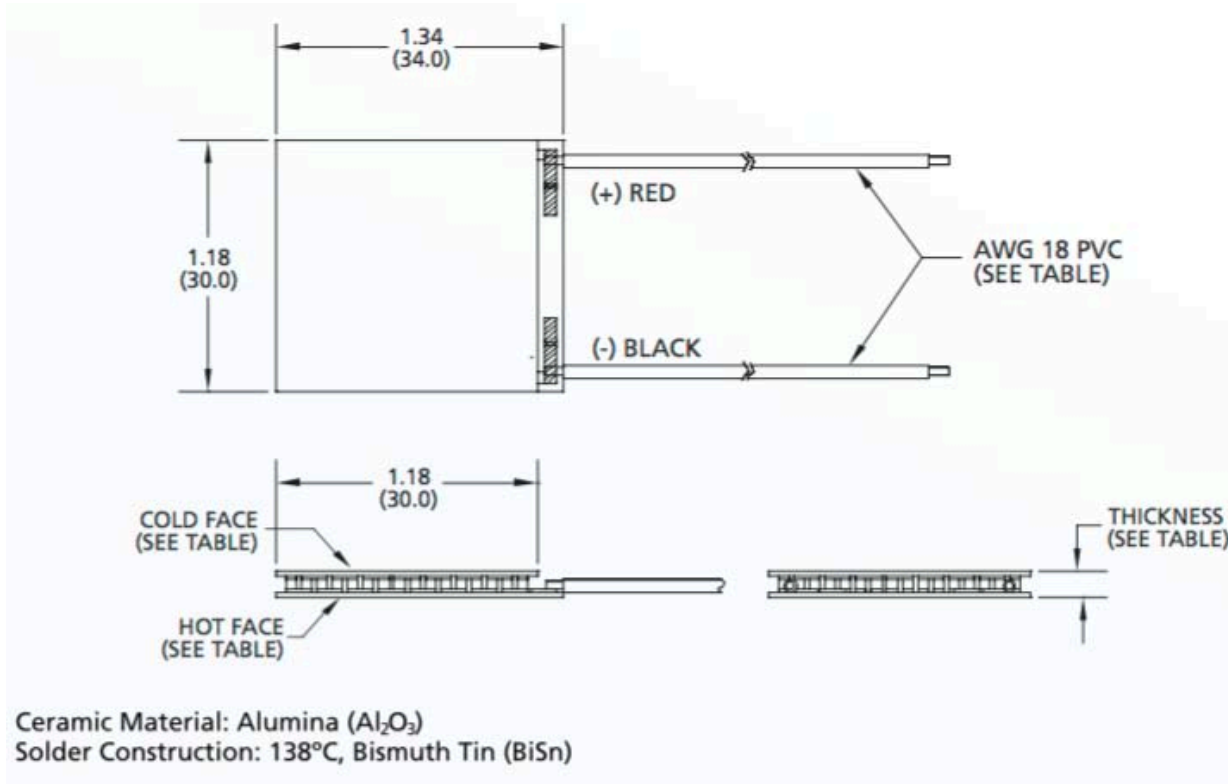 1.34
(34.0)
(+) RED
1.18
(30.0)
AWG 18 PVC
(SEE TABLE)
(-) BLACK
1.18
(30.0)
COLD FACE
(SEE TABLE)
THICKNESS
(SEE TABLE)
HOT FACE
(SEE TABLE)
Ceramic Material: Alumina (Al₂O₃)
Solder Construction: 138ºC, Bismuth Tin (BiSn)